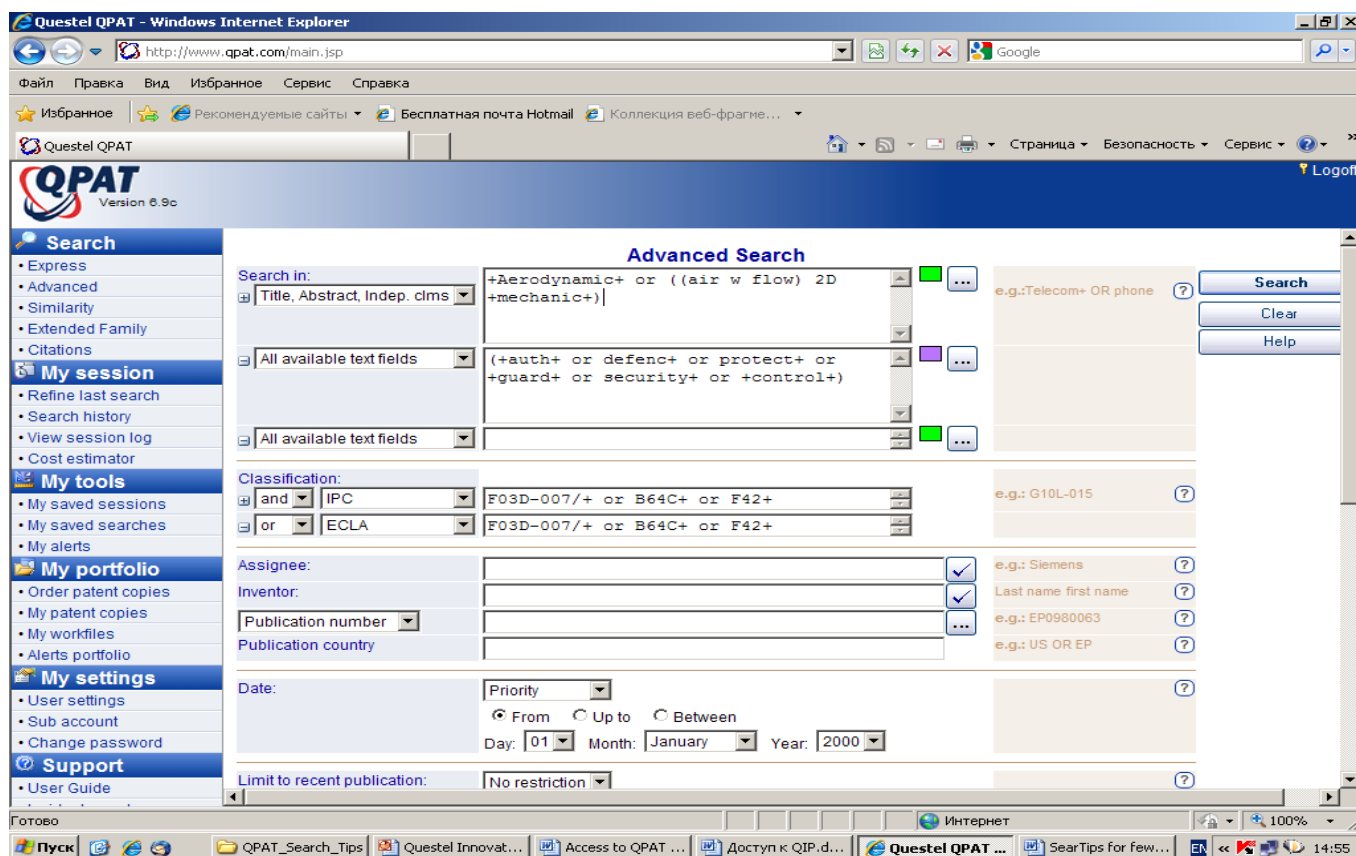 Questel QPAT - Windows Internet Explorer
http://www.qpat.com/main.jsp
Google
Файл Правка Вид Избранное Сервис Справка
Избранное Рекомендуемые сайты Бесплатная почта Hotmail Коллекция веб-фрагме...
Questel QPAT
Страница Безопасность Сервис
QPAT
Version 6.9c
Logoff
Search
• Express
• Advanced
• Similarity
• Extended Family
• Citations
My session
• Refine last search
• Search history
• View session log
• Cost estimator
My tools
• My saved sessions
• My saved searches
• My alerts
My portfolio
• Order patent copies
• My patent copies
• My workfiles
• Alerts portfolio
My settings
• User settings
• Sub account
• Change password
Support
• User Guide
Advanced Search
Search in:
Title, Abstract, Indep. clms
+Aerodynamic+ or ((air w flow) 2D
+mechanic+)
...
e.g.:Telecom+ OR phone
?
Search
Clear
Help
All available text fields
(+auth+ or defenc+ or protect+ or
+guard+ or security+ or +control+)
...
All available text fields
...
Classification:
and IPC F03D-007/+ or B64C+ or F42+ e.g.: G10L-015 ?
or ECLA F03D-007/+ or B64C+ or F42+
Assignee: e.g.: Siemens ?
Inventor: Last name first name ?
Publication number ... e.g.: EP0980063 ?
Publication country e.g.: US OR EP ?
Date: Priority ?
From Up to Between
Day: 01 Month: January Year: 2000
Limit to recent publication: No restriction ?
Готово Интернет 100%
Пуск QPAT_Search_Tips Questel Innovat... Access to QPAT ... Доступ к QIP.d... Questel QPAT ... SearTips for few... EN « 14:55